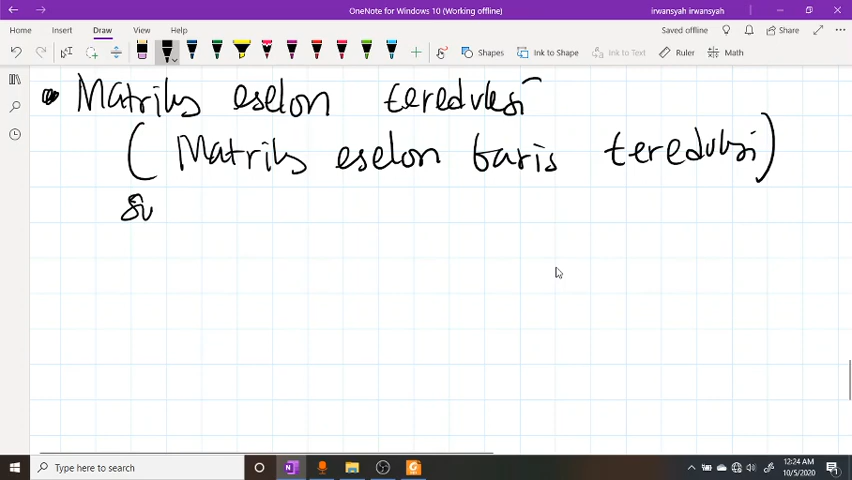 OneNote for Windows 10 (Working offline)
irwansyah irwansyah
Home Insert Draw View Help
Saved offline Share
Shapes Ink to Shape Ink to Text Ruler Math
Matriks eselon tereduksi
( Matriks eselon baris tereduksi )
su
Type here to search
12:24 AM
10/5/2020